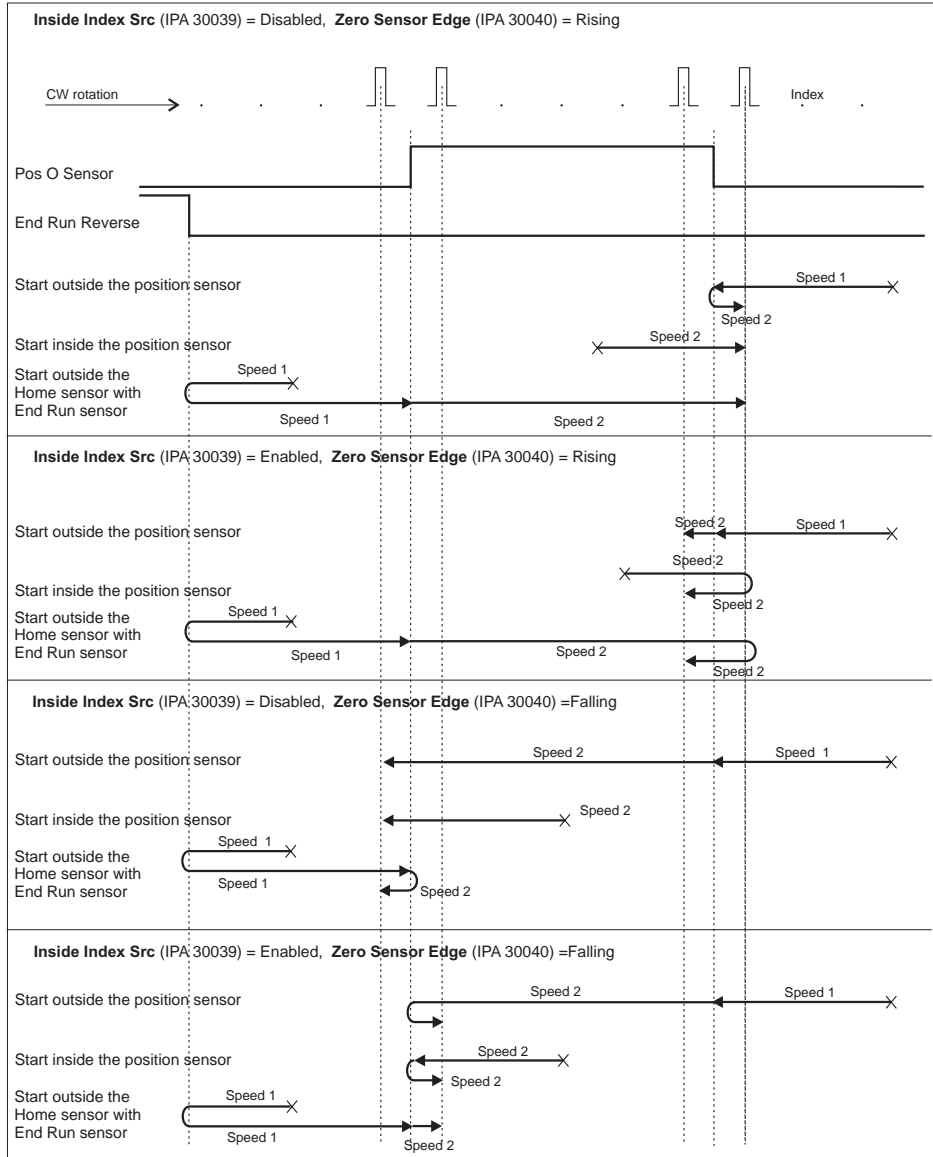 Inside Index Src (IPA 30039) = Disabled, Zero Sensor Edge (IPA 30040) = Rising
CW rotation
Index
Pos O Sensor
End Run Reverse
Start outside the position sensor
Speed 1
Speed 2
Start inside the position sensor
Speed 2
Start outside the
Home sensor with
End Run sensor
Speed 1
Speed 1
Speed 2
Inside Index Src (IPA 30039) = Enabled, Zero Sensor Edge (IPA 30040) = Rising
Start outside the position sensor
Speed 2
Speed 1
Speed 2
Start inside the position sensor
Speed 2
Start outside the
Home sensor with
End Run sensor
Speed 1
Speed 1
Speed 2
Speed 2
Inside Index Src (IPA 30039) = Disabled, Zero Sensor Edge (IPA 30040) =Falling
Start outside the position sensor
Speed 2
Speed 1
Start inside the position sensor
Speed 2
Start outside the
Home sensor with
End Run sensor
Speed 1
Speed 1
Speed 2
Inside Index Src (IPA 30039) = Enabled, Zero Sensor Edge (IPA 30040) =Falling
Start outside the position sensor
Speed 2
Speed 1
Start inside the position sensor
Speed 2
Speed 2
Start outside the
Home sensor with
End Run sensor
Speed 1
Speed 1
Speed 2